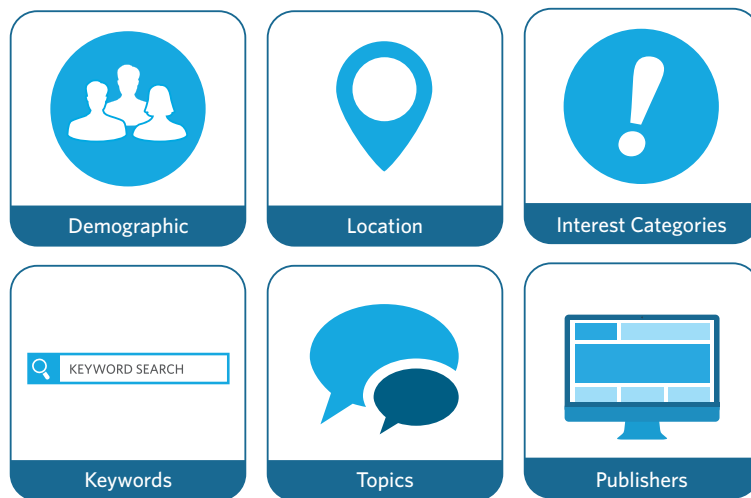 Demographic
Location
Interest Categories
KEYWORD SEARCH
Keywords
Topics
Publishers